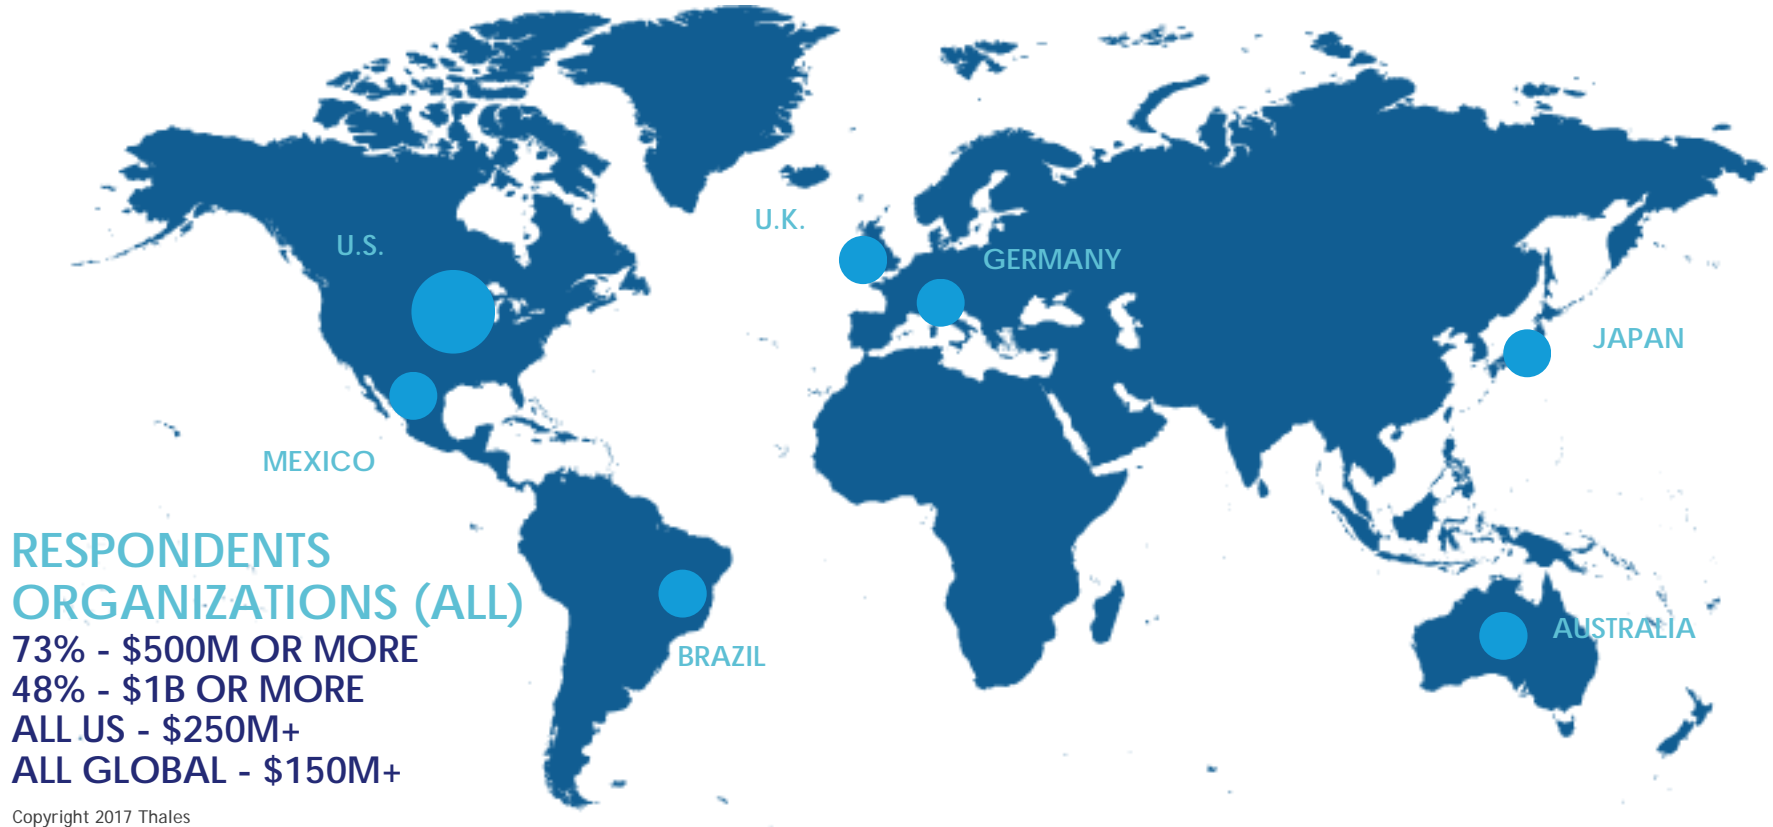 U.K.
U.S.
GERMANY
JAPAN
MEXICO
RESPONDENTS
ORGANIZATIONS (ALL)
73% - $500M OR MORE
48% - $1B OR MORE
ALL US - $250M+
ALL GLOBAL - $150M+
BRAZIL
AUSTRALIA
Copyright 2017 Thales